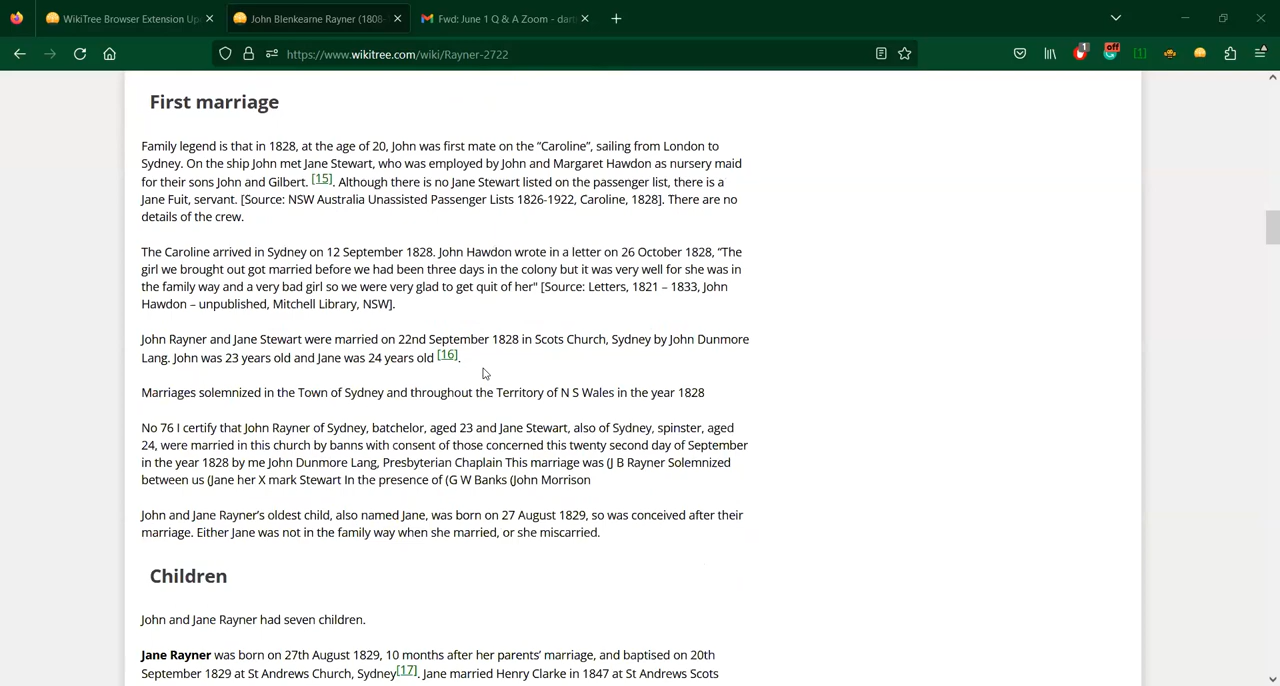 WikiTree Browser Extension Up
John Blenkearne Rayner (1808-
Fwd: June 1 Q & A Zoom - dart
https://www.wikitree.com/wiki/Rayner-2722
1
off
[1]
First marriage
Family legend is that in 1828, at the age of 20, John was first mate on the “Caroline”, sailing from London to
Sydney. On the ship John met Jane Stewart, who was employed by John and Margaret Hawdon as nursery maid
for their sons John and Gilbert. [15]. Although there is no Jane Stewart listed on the passenger list, there is a
Jane Fuit, servant. [Source: NSW Australia Unassisted Passenger Lists 1826-1922, Caroline, 1828]. There are no
details of the crew.
The Caroline arrived in Sydney on 12 September 1828. John Hawdon wrote in a letter on 26 October 1828, “The
girl we brought out got married before we had been three days in the colony but it was very well for she was in
the family way and a very bad girl so we were very glad to get quit of her" [Source: Letters, 1821 – 1833, John
Hawdon – unpublished, Mitchell Library, NSW].
John Rayner and Jane Stewart were married on 22nd September 1828 in Scots Church, Sydney by John Dunmore
Lang. John was 23 years old and Jane was 24 years old [16].
Marriages solemnized in the Town of Sydney and throughout the Territory of N S Wales in the year 1828
No 76 I certify that John Rayner of Sydney, batchelor, aged 23 and Jane Stewart, also of Sydney, spinster, aged
24, were married in this church by banns with consent of those concerned this twenty second day of September
in the year 1828 by me John Dunmore Lang, Presbyterian Chaplain This marriage was (J B Rayner Solemnized
between us (Jane her X mark Stewart In the presence of (G W Banks (John Morrison
John and Jane Rayner’s oldest child, also named Jane, was born on 27 August 1829, so was conceived after their
marriage. Either Jane was not in the family way when she married, or she miscarried.
Children
John and Jane Rayner had seven children.
Jane Rayner was born on 27th August 1829, 10 months after her parents’ marriage, and baptised on 20th
September 1829 at St Andrews Church, Sydney[17]. Jane married Henry Clarke in 1847 at St Andrews Scots